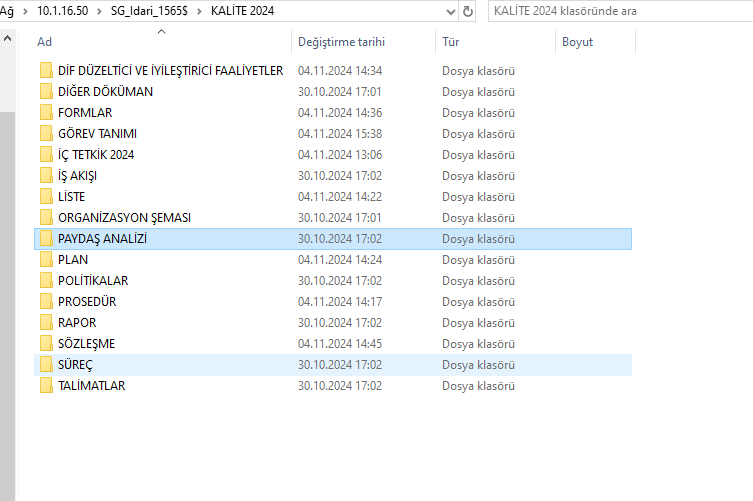 Ağ > 10.1.16.50 > SG_Idari_1565$ > KALİTE 2024
KALİTE 2024 klasöründe ara
Ad Değiştirme tarihi Tür Boyut
DİF DÜZELTİCİ VE İYİLEŞTİRİCİ FAALİYETLER 04.11.2024 14:34 Dosya klasörü
DİĞER DÖKÜMAN 30.10.2024 17:01 Dosya klasörü
FORMLAR 04.11.2024 14:36 Dosya klasörü
GÖREV TANIMI 04.11.2024 15:38 Dosya klasörü
İÇ TETKİK 2024 04.11.2024 13:06 Dosya klasörü
İŞ AKIŞI 30.10.2024 17:02 Dosya klasörü
LİSTE 04.11.2024 14:22 Dosya klasörü
ORGANİZASYON ŞEMASI 30.10.2024 17:01 Dosya klasörü
PAYDAŞ ANALİZİ 30.10.2024 17:02 Dosya klasörü
PLAN 04.11.2024 14:24 Dosya klasörü
POLİTİKALAR 30.10.2024 17:02 Dosya klasörü
PROSEDÜR 04.11.2024 14:17 Dosya klasörü
RAPOR 30.10.2024 17:02 Dosya klasörü
SÖZLEŞME 04.11.2024 14:45 Dosya klasörü
SÜREÇ 30.10.2024 17:02 Dosya klasörü
TALİMATLAR 30.10.2024 17:02 Dosya klasörü